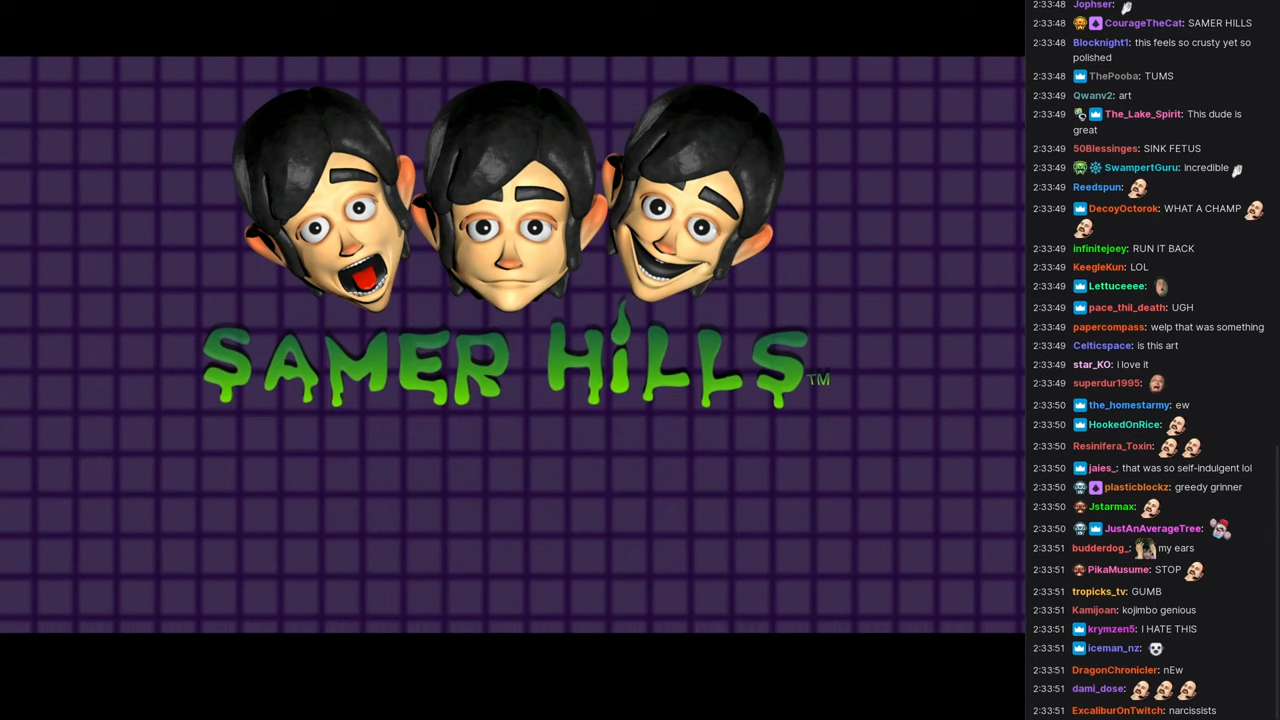 SAMER HiLLS™
2:33:48 Jophser:
2:33:48 CourageTheCat: SAMER HILLS
2:33:48 Blocknight1: this feels so crusty yet so
polished
2:33:48 ThePooba: TUMS
2:33:49 Qwanv2: art
2:33:49 The_Lake_Spirit: This dude is
great
2:33:49 50Blessinges: SINK FETUS
2:33:49 SwampertGuru: incredible
2:33:49 Reedspun:
2:33:49 DecoyOctorok: WHAT A CHAMP
2:33:49 infinitejoey: RUN IT BACK
2:33:49 KeegleKun: LOL
2:33:49 Lettuceeee:
2:33:49 pace_thil_death: UGH
2:33:49 papercompass: welp that was something
2:33:49 Celticspace: is this art
2:33:49 star_KO: i love it
2:33:49 superdur1995:
2:33:50 the_homestarmy: ew
2:33:50 HookedOnRice:
2:33:50 Resinifera_Toxin:
2:33:50 jaies_: that was so self-indulgent lol
2:33:50 plasticblockz: greedy grinner
2:33:50 Jstarmax:
2:33:50 JustAnAverageTree:
2:33:51 budderdog_: my ears
2:33:51 PikaMusume: STOP
2:33:51 tropicks_tv: GUMB
2:33:51 Kamijoan: kojimbo genious
2:33:51 krymzen5: I HATE THIS
2:33:51 iceman_nz:
2:33:51 DragonChronicler: nEw
2:33:51 dami_dose:
2:33:51 ExcaliburOnTwitch: narcissists